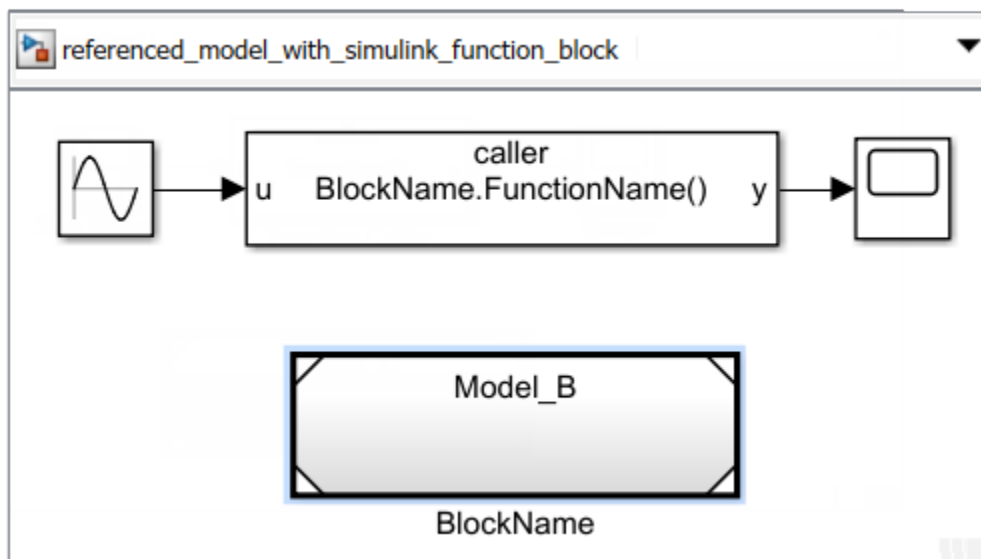 referenced_model_with_simulink_function_block
caller
u BlockName.FunctionName() y
Model_B
BlockName